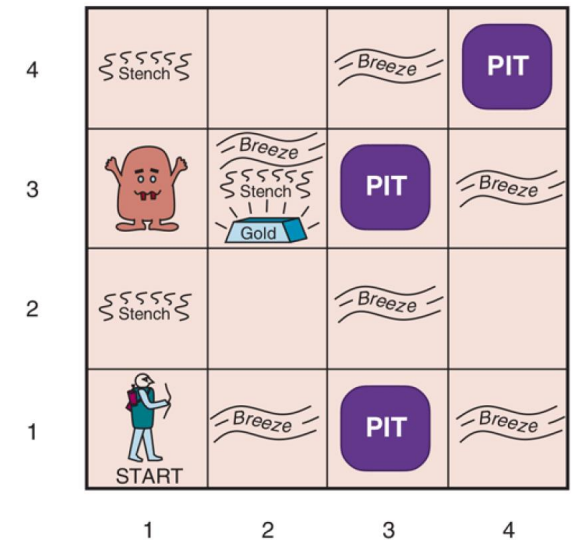 4
Stench
Breeze
PIT
3
Breeze
Stench
Gold
PIT
Breeze
2
Stench
Breeze
1
START
Breeze
PIT
Breeze
1 2 3 4